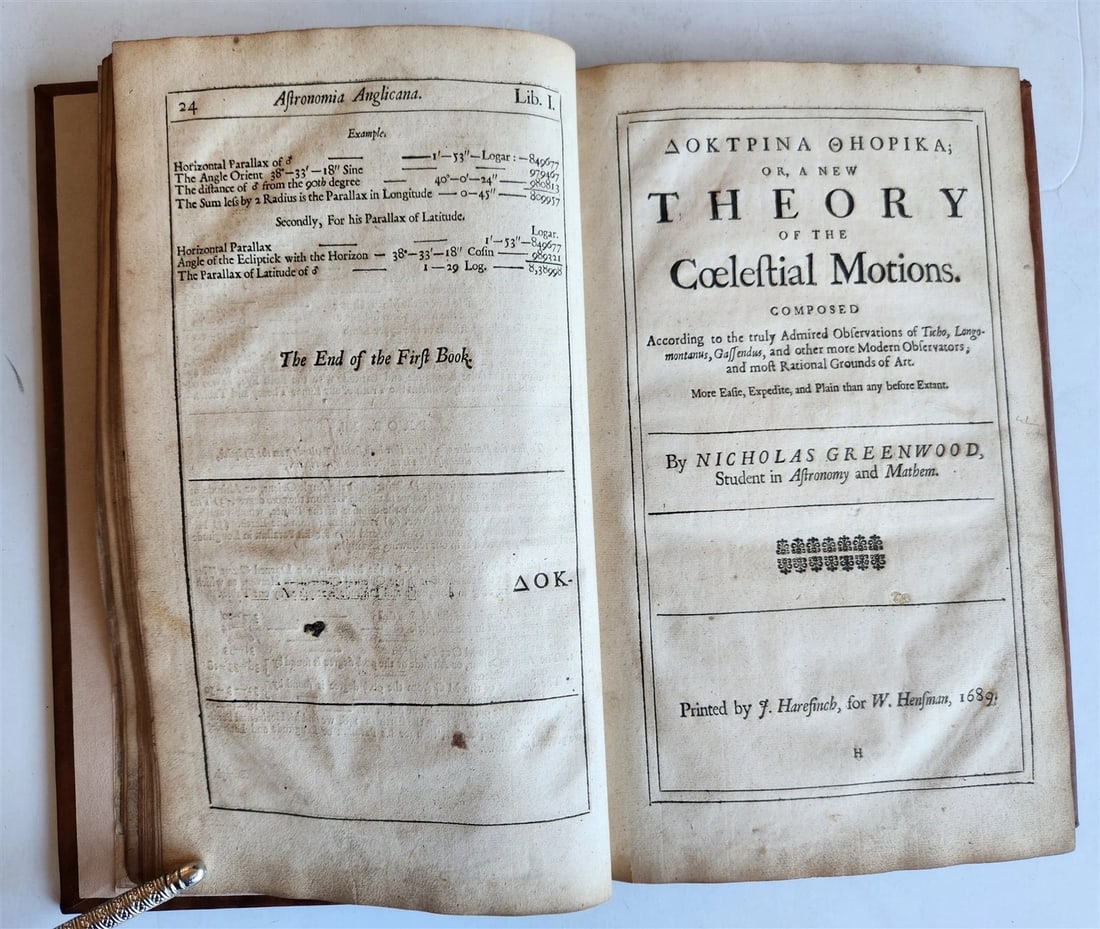 24 Aſtronomia Anglicana. Lib. I.
Example.
Horizontal Parallax of ♂ — 1'—53"—Logar: —849677
The Angle Orient 38°—33'—18" Sine — 979467
The diſtance of ♂ from the 90th degree — 40°—0'—24" — 980813
The Sum leſs by 2 Radius is the Parallax in Longitude — 0—45" — 809957
Secondly, For his Parallax of Latitude.
Logar.
Horizontal Parallax — — 1'—53"—849677
Angle of the Ecliptick with the Horizon — 38°—33'—18" Coſin — 989321
The Parallax of Latitude of ♂ — 1 —29 Log. — 8,38998
The End of the Firſt Book.
ΔΟΚ-
ΔΟΚΤΡΙΝΑ ΘΗΟΡΙΚΑ;
OR, A NEW
THEORY
OF THE
Cœleſtial Motions.
COMPOSED
According to the truly Admired Obſervations of Ticho, Longo-
montanus, Gaſſendus, and other more Modern Obſervators;
and moſt Rational Grounds of Art.
More Eaſie, Expedite, and Plain than any before Extant.
By NICHOLAS GREENWOOD,
Student in Aſtronomy and Mathem.
Printed by J. Harefinch, for W. Henſman, 1689.
H